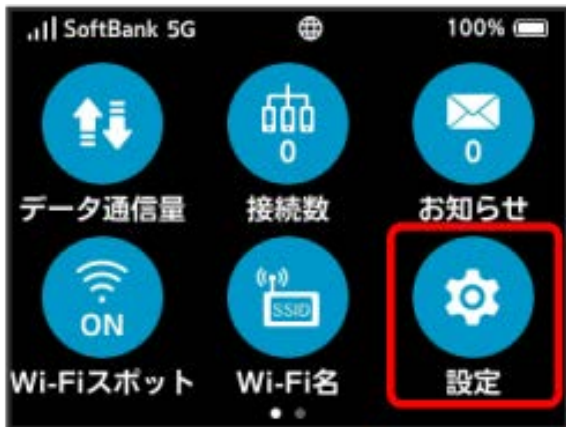 SoftBank 5G 100%
0 0
データ通信量 接続数 お知らせ
ON SSID
Wi-Fiスポット Wi-Fi名 設定